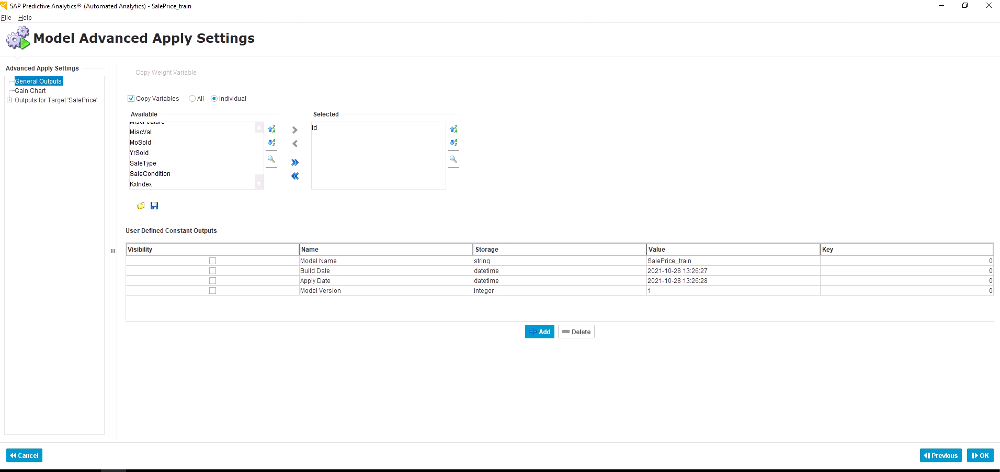 SAP Predictive Analytics® (Automated Analytics) - SalePrice_train
File Help
Model Advanced Apply Settings
Advanced Apply Settings
General Outputs
Gain Chart
Outputs for Target 'SalePrice'
Copy Weight Variable
Copy Variables All Individual
Available
MiscFeature
MiscVal
MoSold
YrSold
SaleType
SaleCondition
KxIndex
Selected
Id
User Defined Constant Outputs
Visibility Name Storage Value Key
Model Name string SalePrice_train 0
Build Date datetime 2021-10-28 13:26:27 0
Apply Date datetime 2021-10-28 13:26:28 0
Model Version integer 1 0
Add Delete
Cancel Previous OK